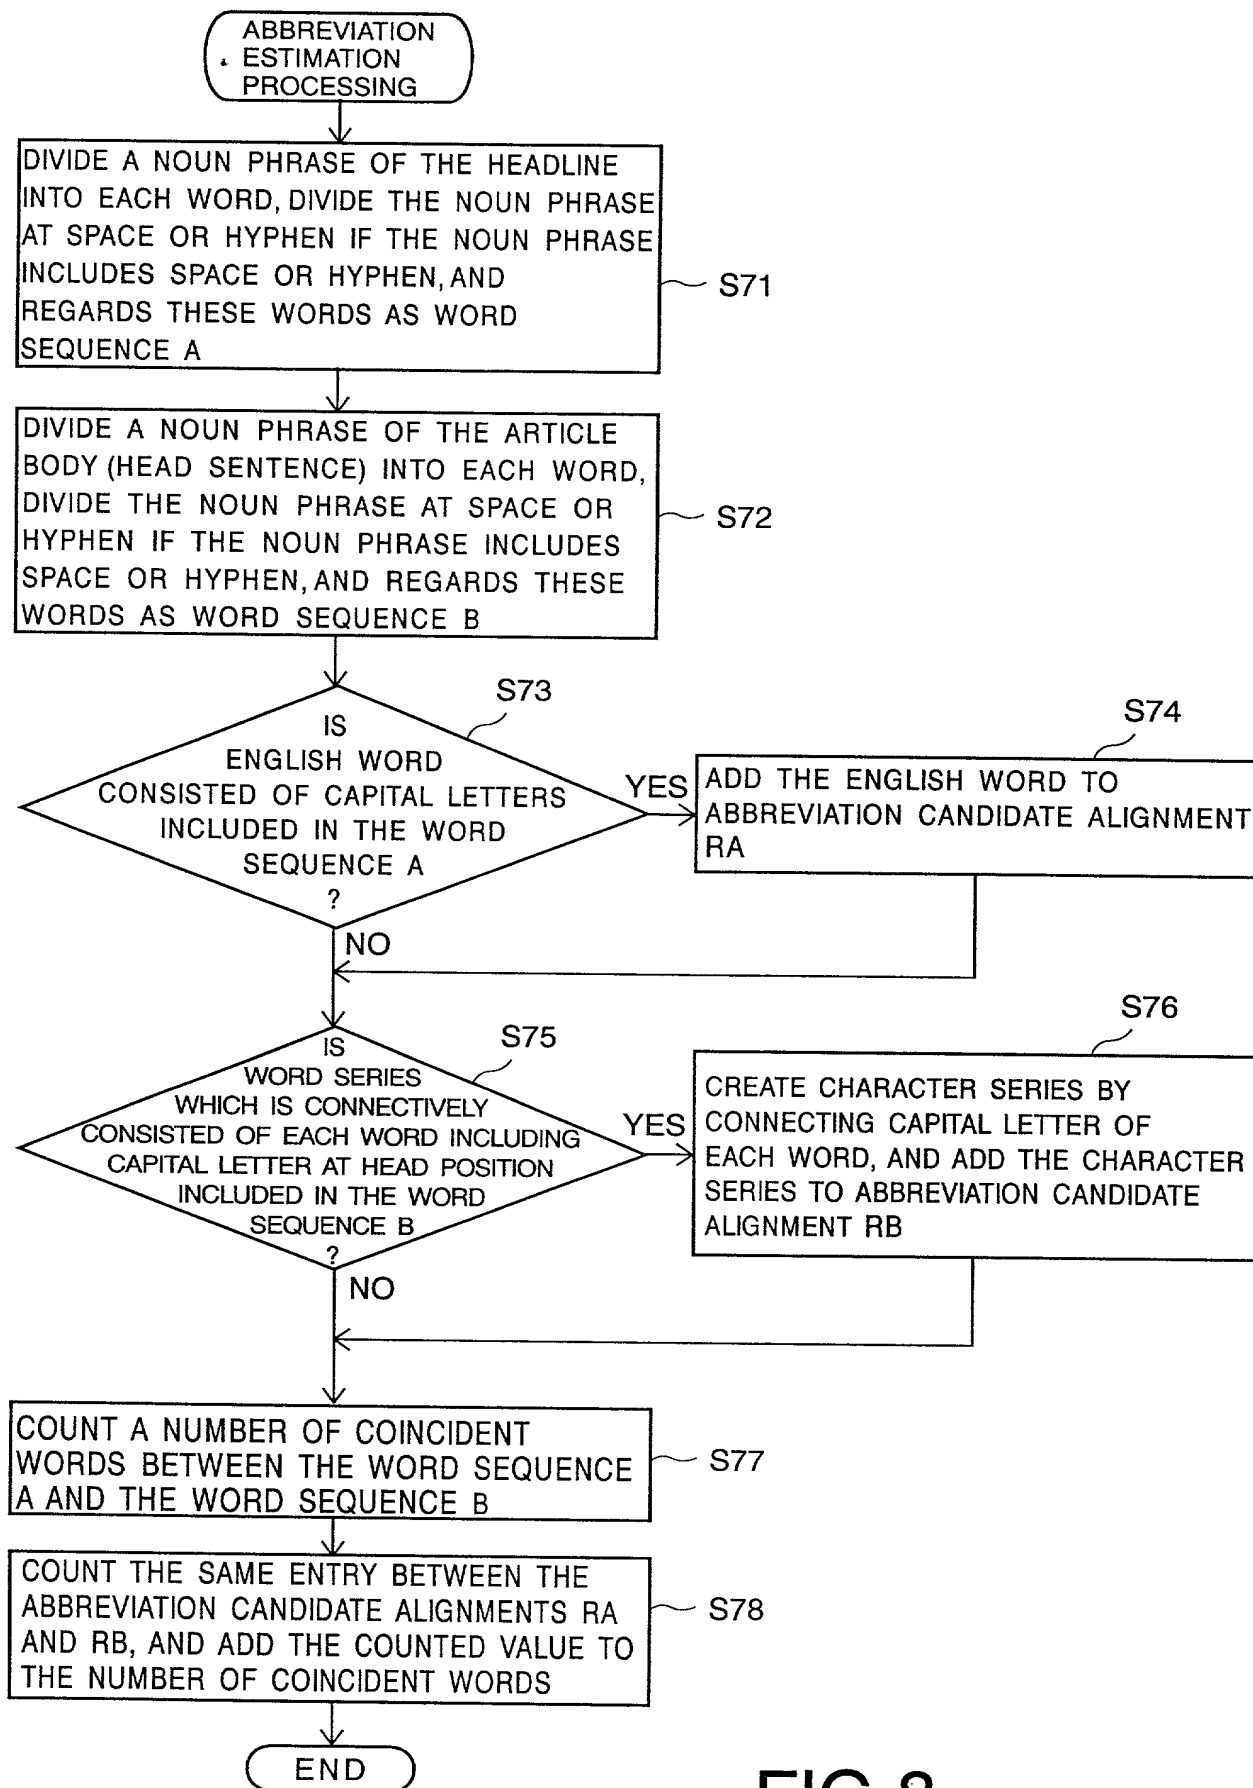 ABBREVIATION
ESTIMATION
PROCESSING
DIVIDE A NOUN PHRASE OF THE HEADLINE
INTO EACH WORD, DIVIDE THE NOUN PHRASE
AT SPACE OR HYPHEN IF THE NOUN PHRASE
INCLUDES SPACE OR HYPHEN, AND
REGARDS THESE WORDS AS WORD
SEQUENCE A
S71
DIVIDE A NOUN PHRASE OF THE ARTICLE
BODY (HEAD SENTENCE) INTO EACH WORD,
DIVIDE THE NOUN PHRASE AT SPACE OR
HYPHEN IF THE NOUN PHRASE INCLUDES
SPACE OR HYPHEN, AND REGARDS THESE
WORDS AS WORD SEQUENCE B
S72
S73
IS
ENGLISH WORD
CONSISTED OF CAPITAL LETTERS
INCLUDED IN THE WORD
SEQUENCE A
?
YES
NO
S74
ADD THE ENGLISH WORD TO
ABBREVIATION CANDIDATE ALIGNMENT
RA
S75
IS
WORD SERIES
WHICH IS CONNECTIVELY
CONSISTED OF EACH WORD INCLUDING
CAPITAL LETTER AT HEAD POSITION
INCLUDED IN THE WORD
SEQUENCE B
?
YES
NO
S76
CREATE CHARACTER SERIES BY
CONNECTING CAPITAL LETTER OF
EACH WORD, AND ADD THE CHARACTER
SERIES TO ABBREVIATION CANDIDATE
ALIGNMENT RB
COUNT A NUMBER OF COINCIDENT
WORDS BETWEEN THE WORD SEQUENCE
A AND THE WORD SEQUENCE B
S77
COUNT THE SAME ENTRY BETWEEN THE
ABBREVIATION CANDIDATE ALIGNMENTS RA
AND RB, AND ADD THE COUNTED VALUE TO
THE NUMBER OF COINCIDENT WORDS
S78
END
FIG.8